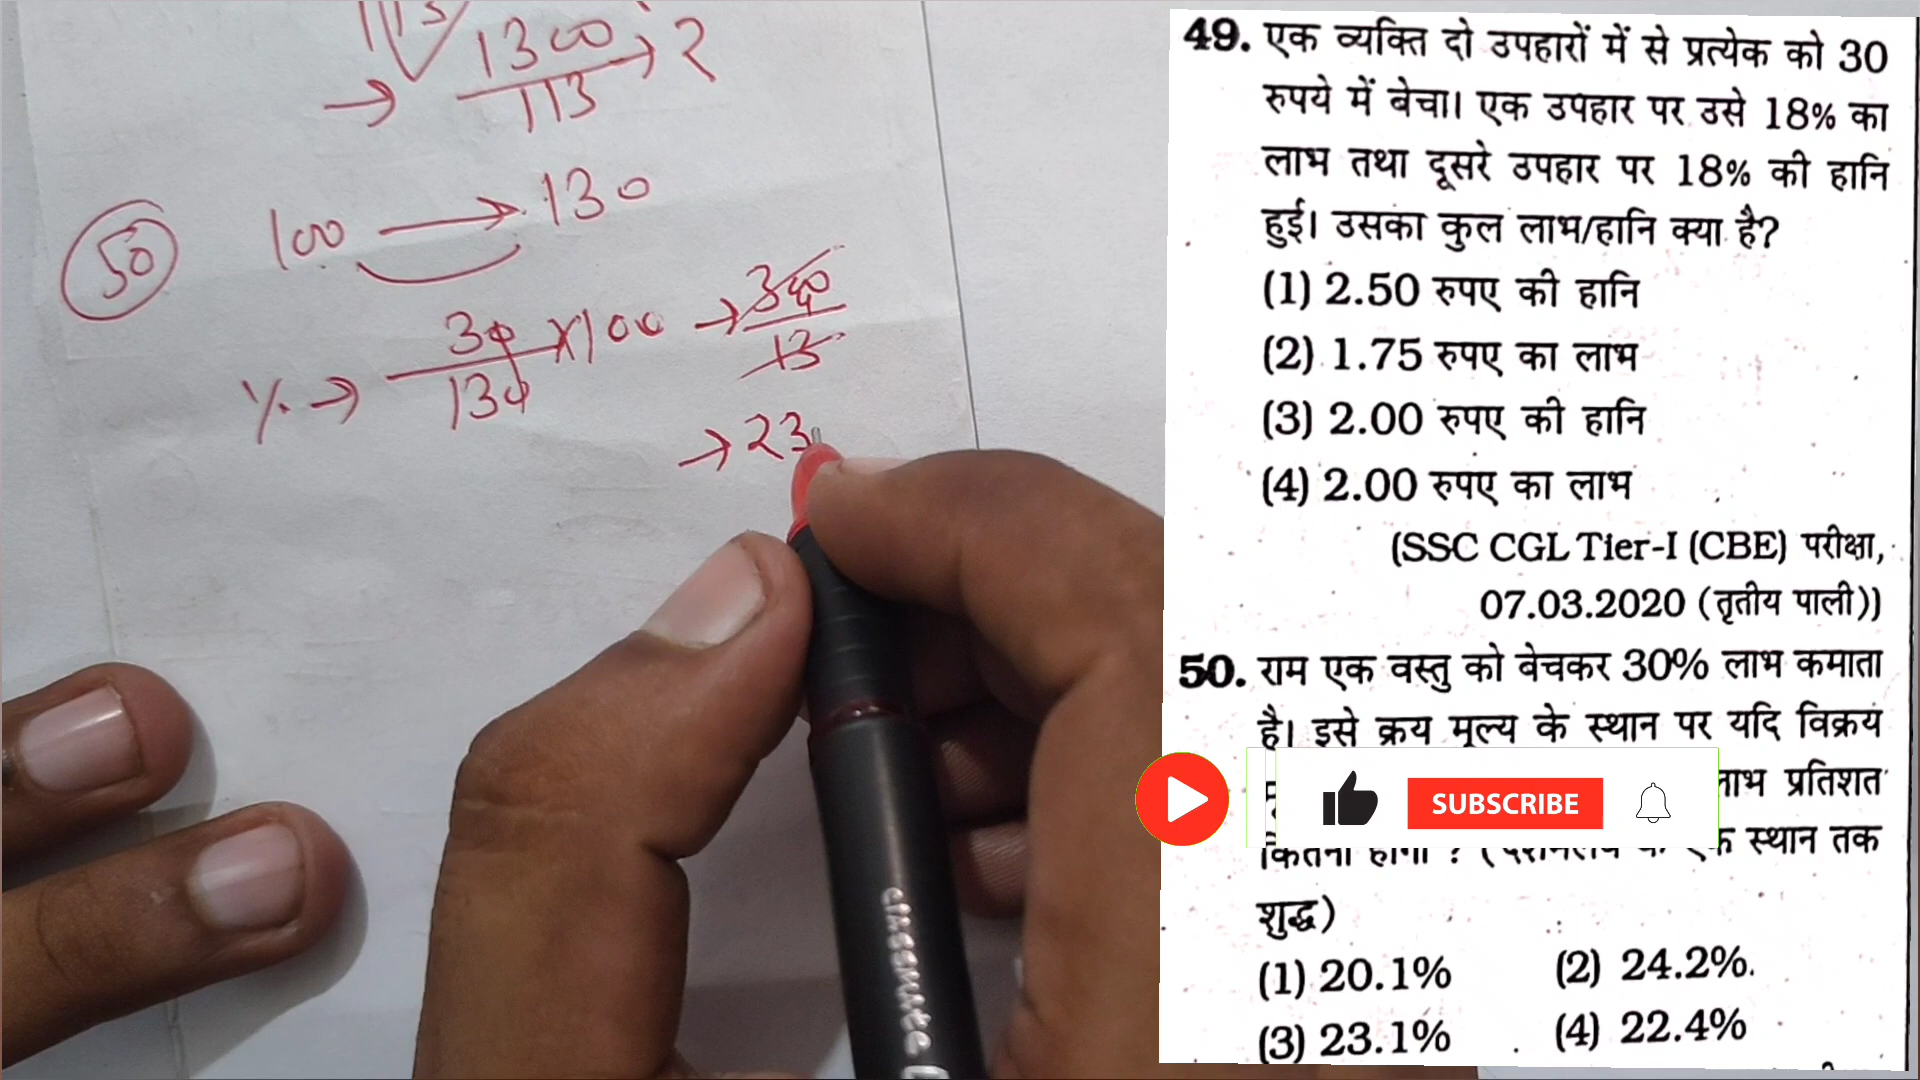 → 1300/113 → 2
50 100 → 130
% → 30/130 × 100 → 300/13
→ 23
cheemutee
49. एक व्यक्ति दो उपहारों में से प्रत्येक को 30
रुपये में बेचा। एक उपहार पर उसे 18% का
लाभ तथा दूसरे उपहार पर 18% की हानि
हुई। उसका कुल लाभ/हानि क्या है?
(1) 2.50 रुपए की हानि
(2) 1.75 रुपए का लाभ
(3) 2.00 रुपए की हानि
(4) 2.00 रुपए का लाभ
(SSC CGL Tier-I (CBE) परीक्षा,
07.03.2020 (तृतीय पाली))
50. राम एक वस्तु को बेचकर 30% लाभ कमाता
है। इसे क्रय मूल्य के स्थान पर यदि विक्रय
लाभ प्रतिशत
SUBSCRIBE
कितना होगा ? ( एक स्थान तक
शुद्ध)
(1) 20.1% (2) 24.2%.
(3) 23.1% (4) 22.4%